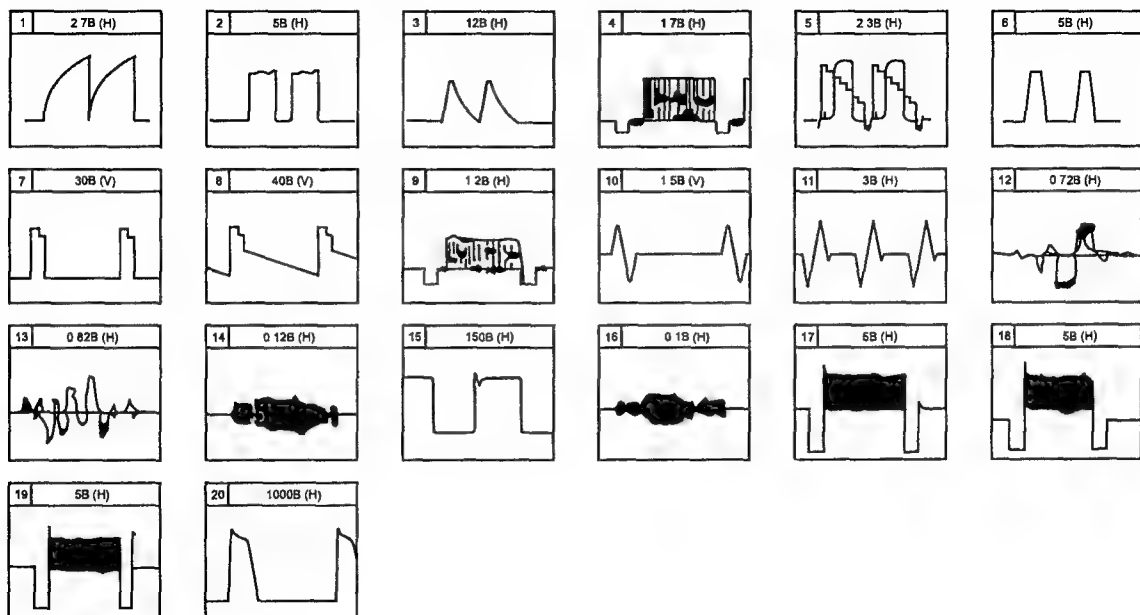 1 2 7B (H)
2 5B (H)
3 12B (H)
4 1 7B (H)
5 2 3B (H)
6 5B (H)
7 30B (V)
8 40B (V)
9 1 2B (H)
10 1 5B (V)
11 3B (H)
12 0 72B (H)
13 0 82B (H)
14 0 12B (H)
15 150B (H)
16 0 1B (H)
17 5B (H)
18 5B (H)
19 5B (H)
20 1000B (H)